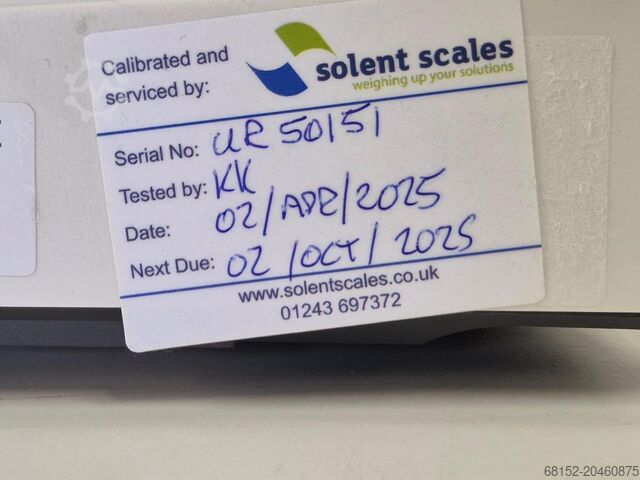 Calibrated and
serviced by:
solent scales
weighing up your solutions
Serial No: UR 50151
Tested by: KK
Date: 02/APR/2025
Next Due: 02/OCT/2025
www.solentscales.co.uk
01243 697372
68152-20460875